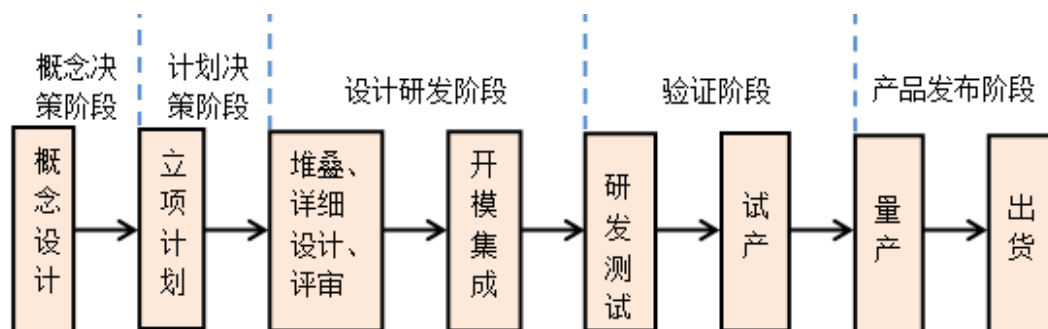 概念决
策阶段
计划决
策阶段
设计研发阶段
验证阶段
产品发布阶段
概念设计
立项计划
堆叠、
详细
设计、
评审
开模集成
研发测试
试产
量产
出货